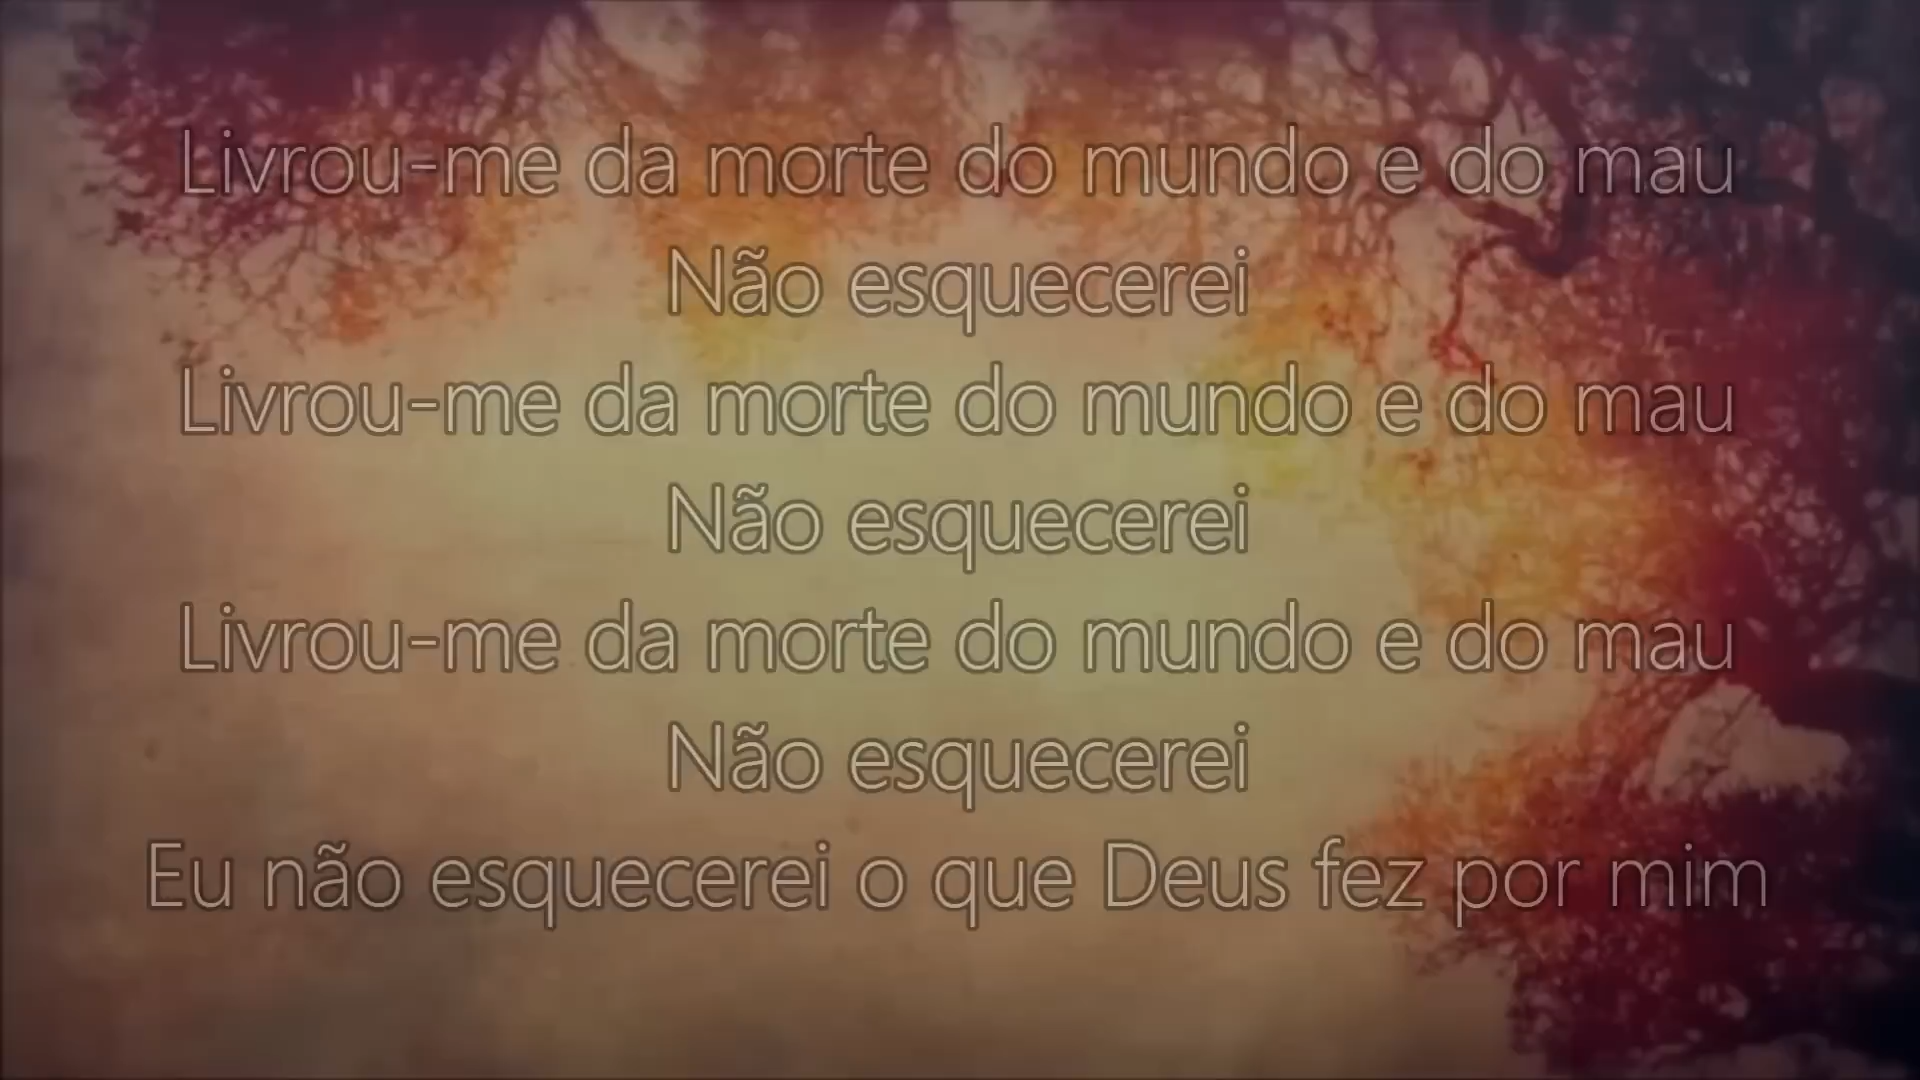 Livrou-me da morte do mundo e do mau
Não esquecerei
Livrou-me da morte do mundo e do mau
Não esquecerei
Livrou-me da morte do mundo e do mau
Não esquecerei
Eu não esquecerei o que Deus fez por mim